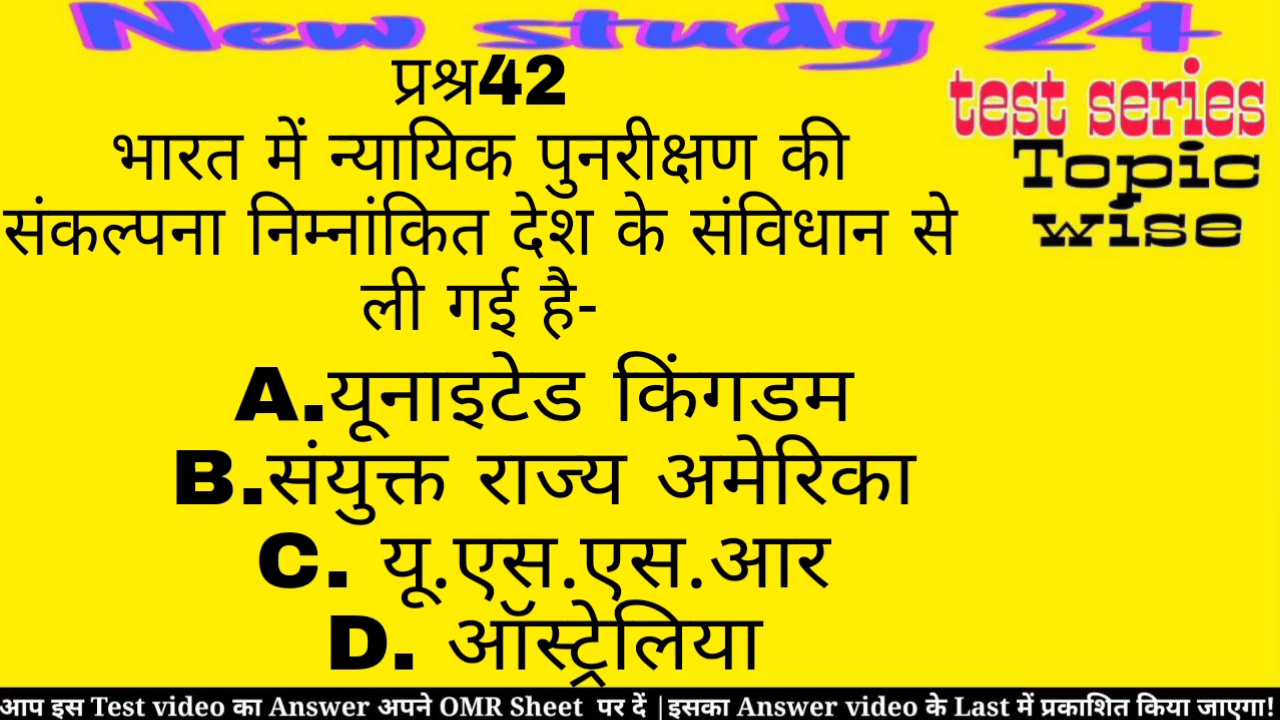 New study 24
प्रश्न42
भारत में न्यायिक पुनरीक्षण की
संकल्पना निम्नांकित देश के संविधान से
ली गई है-
A.यूनाइटेड किंगडम
B.संयुक्त राज्य अमेरिका
C. यू.एस.एस.आर
D. ऑस्ट्रेलिया
test series
Topic
wise
आप इस Test video का Answer अपने OMR Sheet पर दें |इसका Answer video के Last में प्रकाशित किया जाएगा!